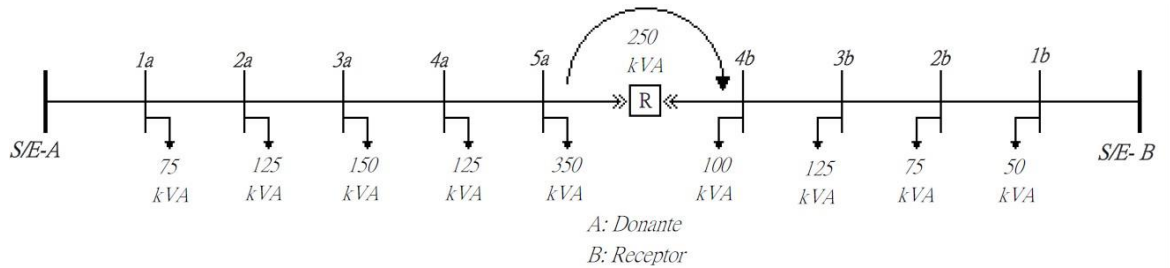 250
kVA
1a 2a 3a 4a 5a 4b 3b 2b 1b
R
S/E-A S/E- B
75 125 150 125 350 100 125 75 50
kVA kVA kVA kVA kVA kVA kVA kVA kVA
A: Donante
B: Receptor